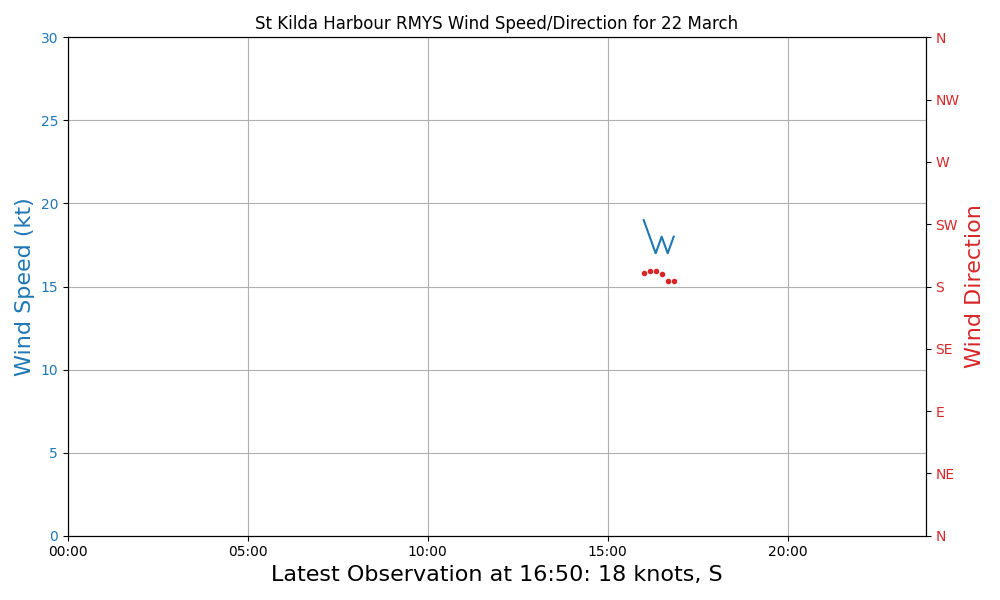 St Kilda Harbour RMYS Wind Speed/Direction for 22 March
Wind Speed (kt)
30
25
20
15
10
5
0
00:00
05:00
10:00
15:00
20:00
N
NW
W
SW
S
SE
E
NE
N
Wind Direction
Latest Observation at 16:50: 18 knots, S